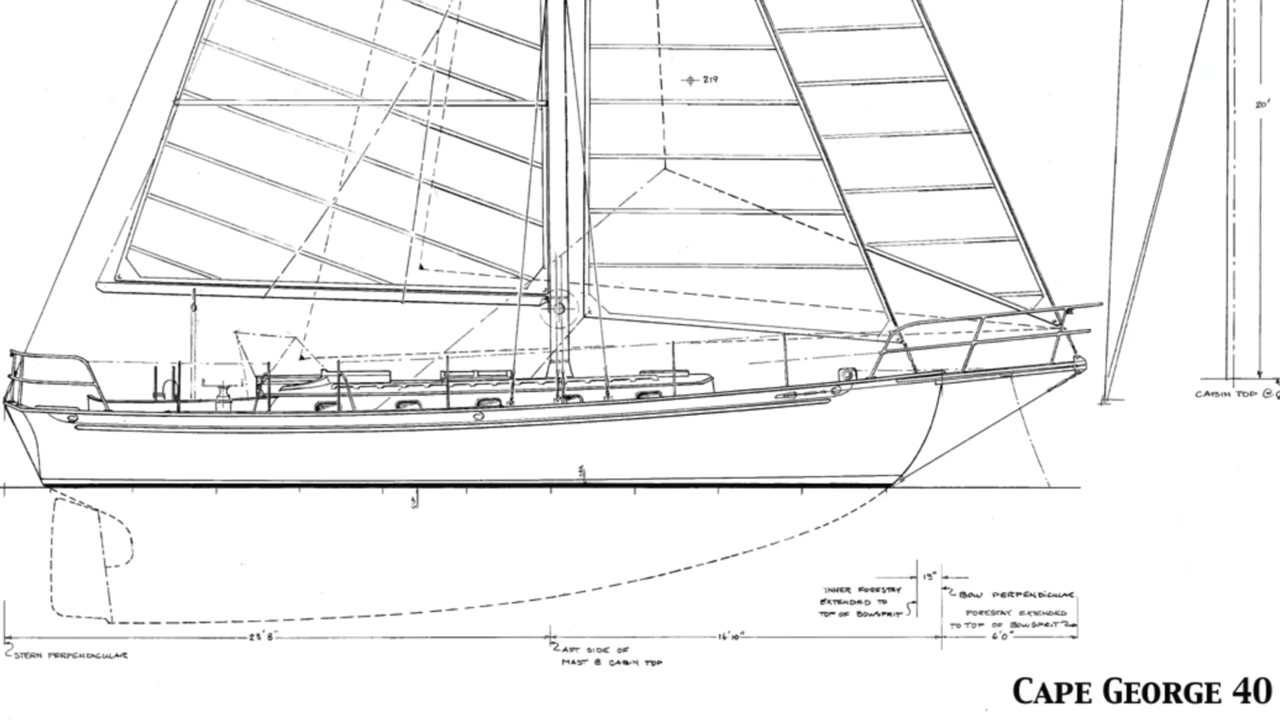 219
20'
CABIN TOP @
13"
INNER FORESTAY
EXTENDED TO
TOP OF BOWSPRIT
BOW PERPENDICULAR
FORESTAY EXTENDED
TO TOP OF BOWSPRIT
23'8"
16'10"
6'0"
STERN PERPENDICULAR
AFT SIDE OF
MAST @ CABIN TOP
CAPE GEORGE 40